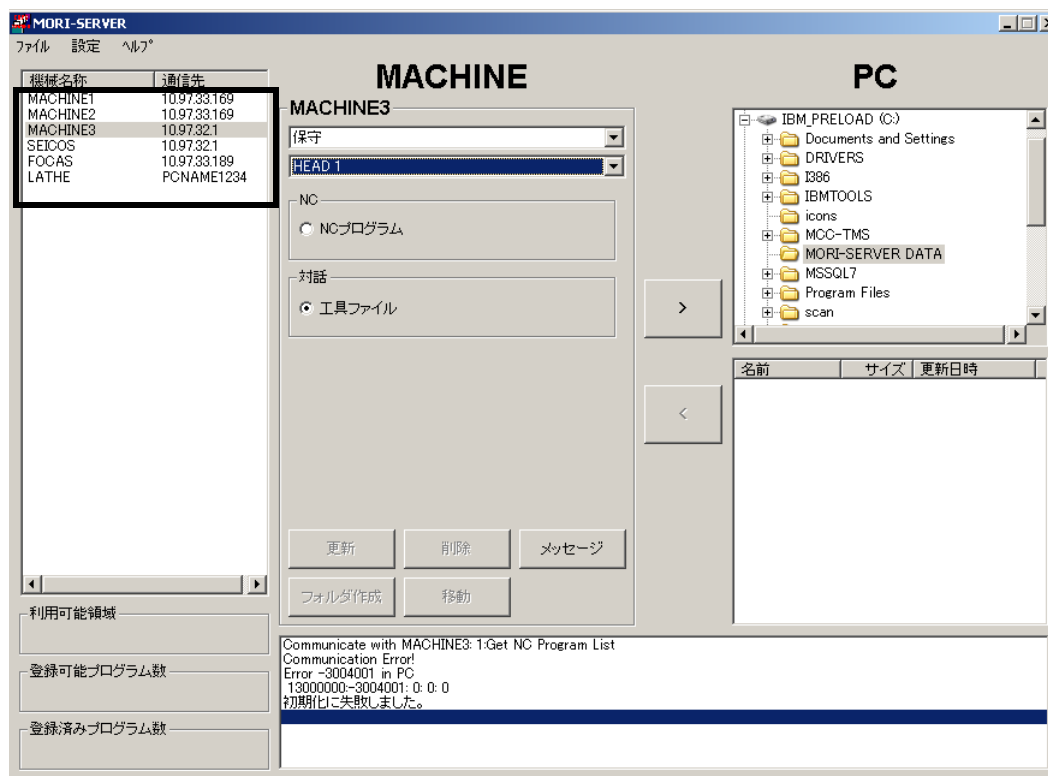 MORI-SERVER
ファイル 設定 ヘルプ
機械名称 通信先
MACHINE1 10.97.33.169
MACHINE2 10.97.33.169
MACHINE3 10.97.32.1
SEICOS 10.97.32.1
FOCAS 10.97.33.189
LATHE PCNAME1234
利用可能領域
登録可能プログラム数
登録済みプログラム数
MACHINE
MACHINE3
保守
HEAD 1
NC
NCプログラム
対話
工具ファイル
更新 削除 メッセージ
フォルダ作成 移動
>
<
PC
IBM_PRELOAD (C:)
Documents and Settings
DRIVERS
I386
IBMTOOLS
icons
MCC-TMS
MORI-SERVER DATA
MSSQL7
Program Files
scan
名前 サイズ 更新日時
Communicate with MACHINE3: 1:Get NC Program List
Communication Error!
Error -3004001 in PC
13000000:-3004001: 0: 0: 0
初期化に失敗しました。